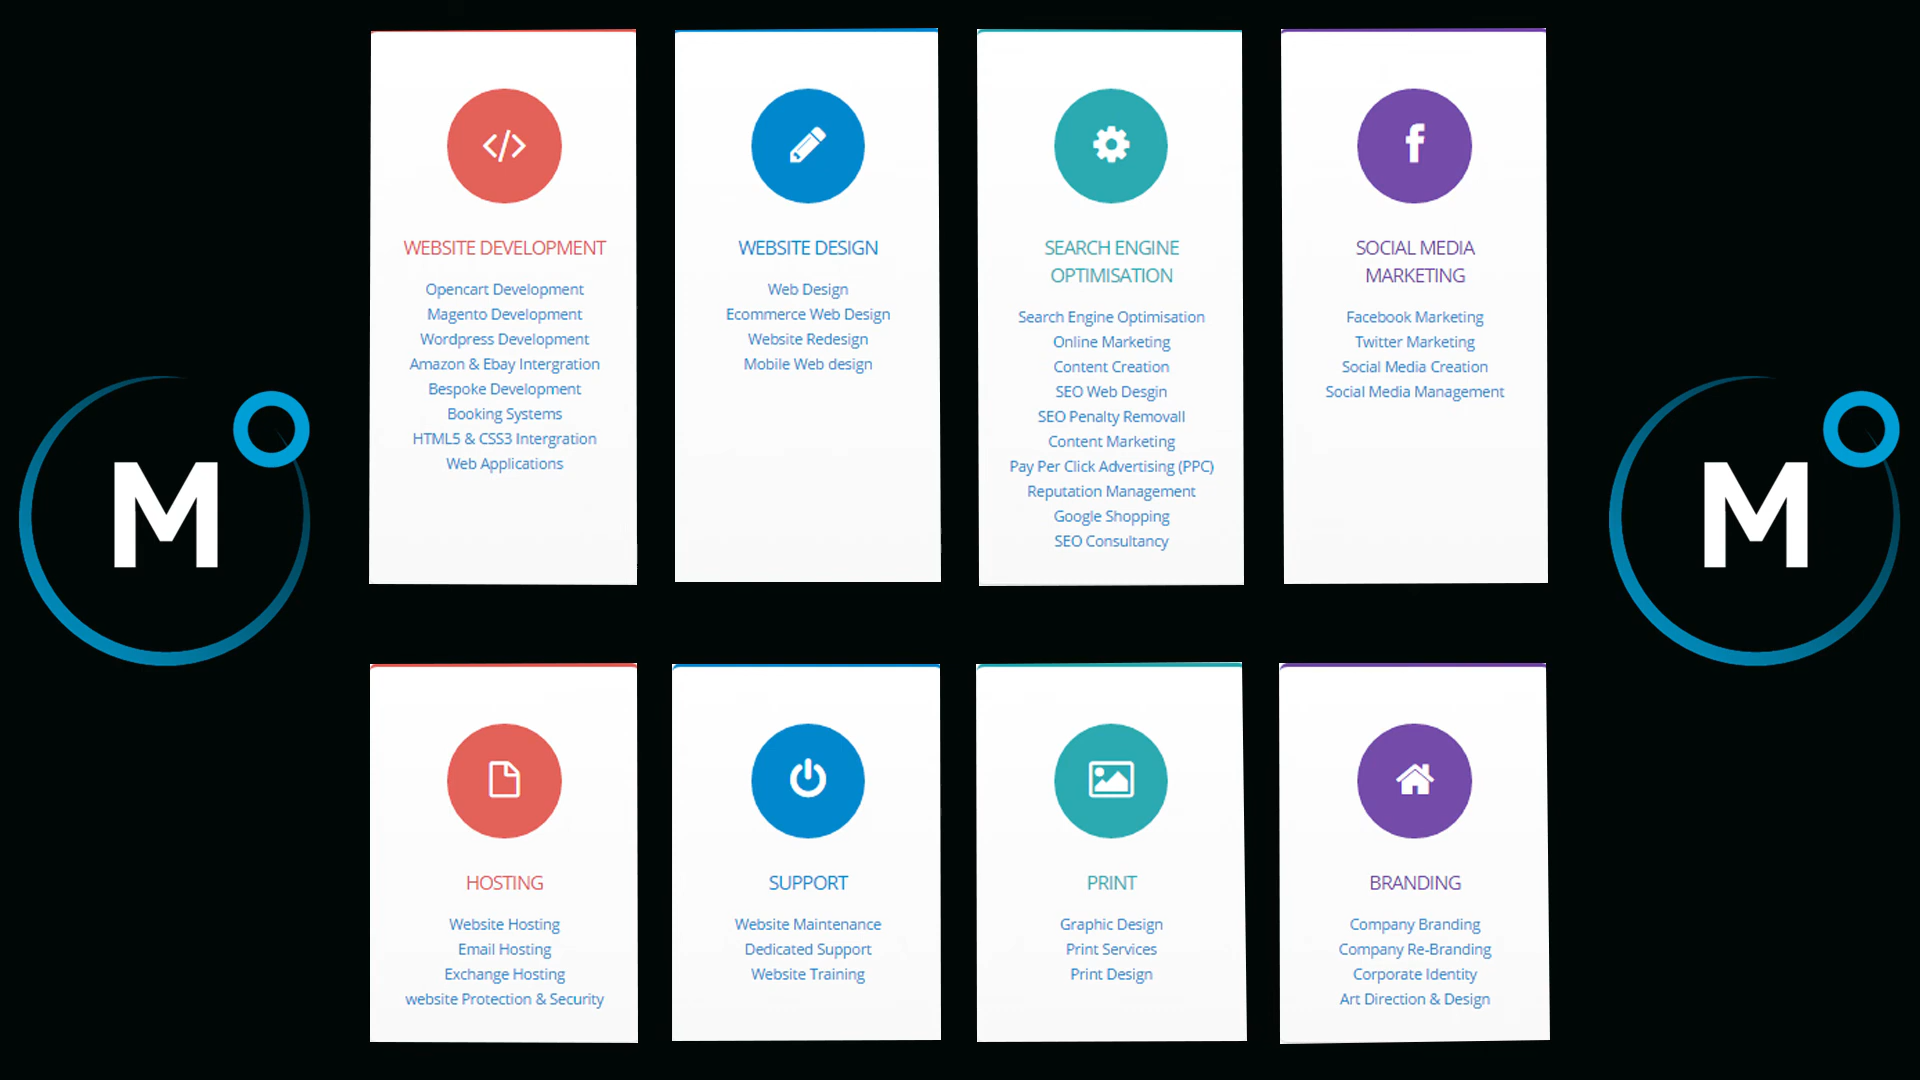 WEBSITE DEVELOPMENT
Opencart Development
Magento Development
Wordpress Development
Amazon & Ebay Intergration
Bespoke Development
Booking Systems
HTML5 & CSS3 Intergration
Web Applications
WEBSITE DESIGN
Web Design
Ecommerce Web Design
Website Redesign
Mobile Web design
SEARCH ENGINE
OPTIMISATION
Search Engine Optimisation
Online Marketing
Content Creation
SEO Web Desgin
SEO Penalty Removall
Content Marketing
Pay Per Click Advertising (PPC)
Reputation Management
Google Shopping
SEO Consultancy
f
SOCIAL MEDIA
MARKETING
Facebook Marketing
Twitter Marketing
Social Media Creation
Social Media Management
M
M
HOSTING
Website Hosting
Email Hosting
Exchange Hosting
website Protection & Security
SUPPORT
Website Maintenance
Dedicated Support
Website Training
PRINT
Graphic Design
Print Services
Print Design
BRANDING
Company Branding
Company Re-Branding
Corporate Identity
Art Direction & Design